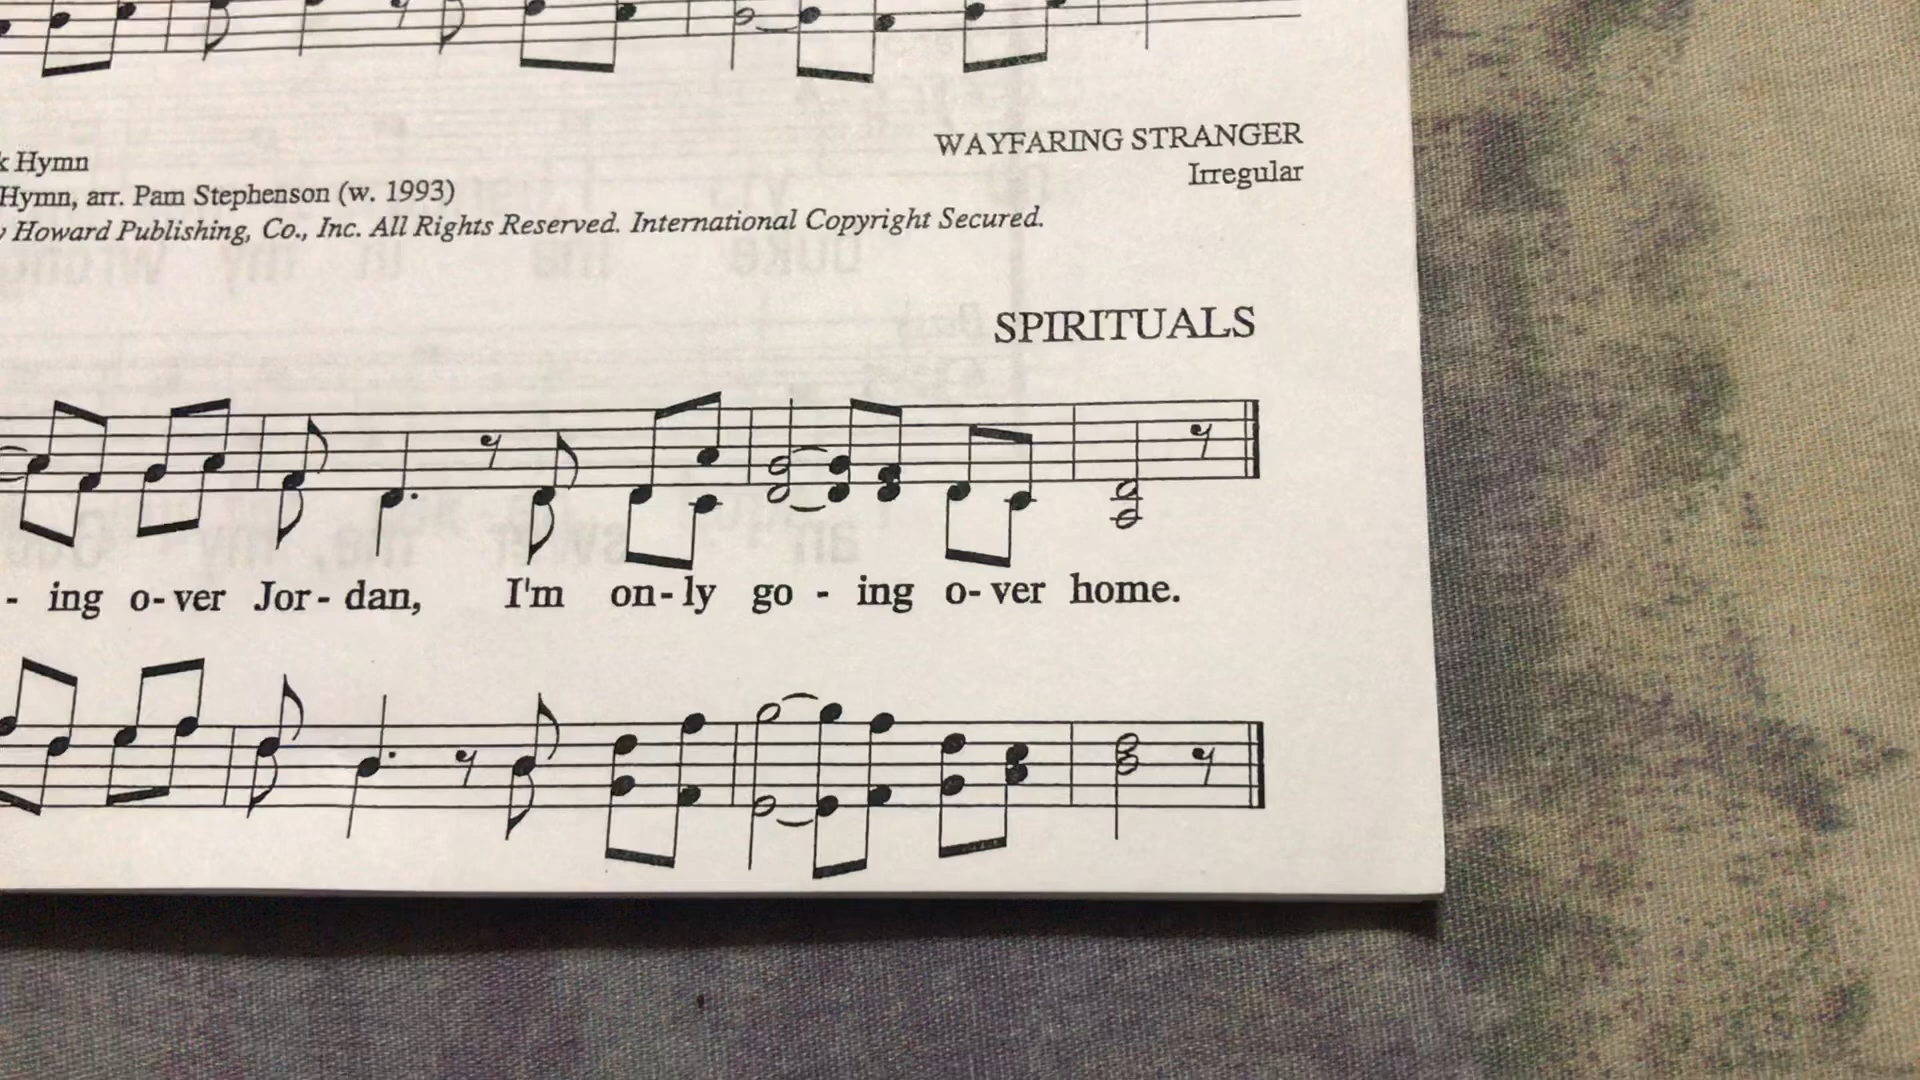 WAYFARING STRANGER
Irregular
Hymn
Hymn, arr. Pam Stephenson (w. 1993)
Howard Publishing, Co., Inc. All Rights Reserved. International Copyright Secured.
SPIRITUALS
- ing o-ver Jor-dan, I'm on-ly go - ing o-ver home.